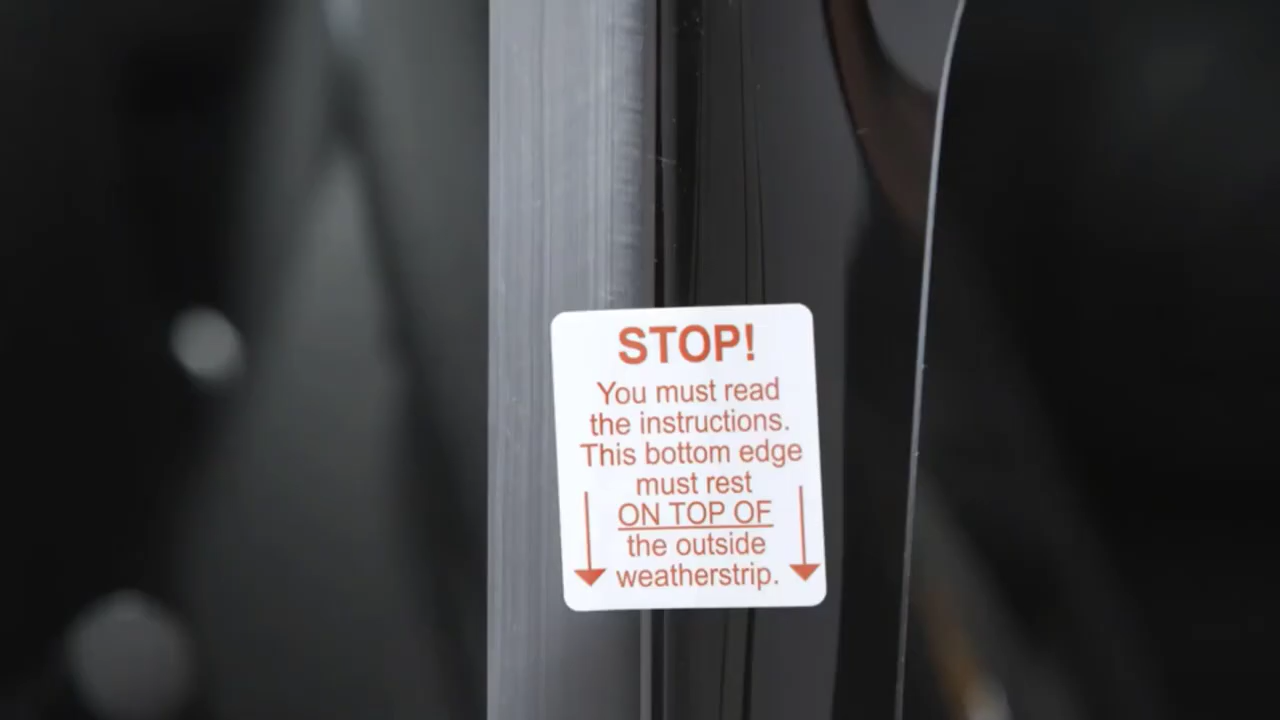 STOP!
You must read
the instructions.
This bottom edge
must rest
ON TOP OF
the outside
weatherstrip.